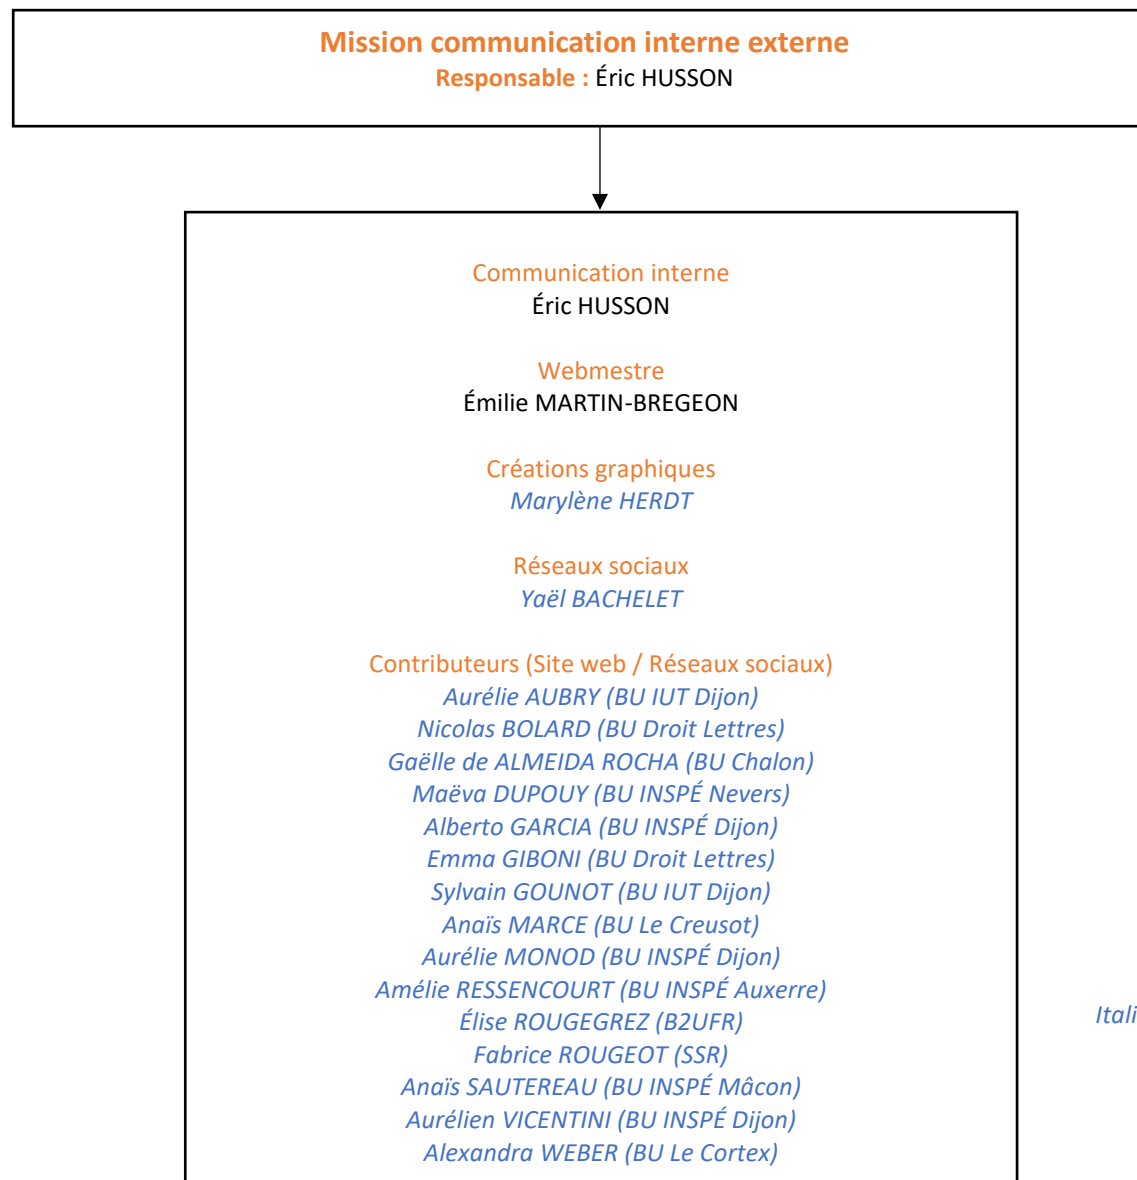 Mission communication interne externe
Responsable : Éric HUSSON
Communication interne
Éric HUSSON
Webmestre
Émilie MARTIN-BREGEON
Créations graphiques
Marylène HERDT
Réseaux sociaux
Yaël BACHELET
Contributeurs (Site web / Réseaux sociaux)
Aurélie AUBRY (BU IUT Dijon)
Nicolas BOLARD (BU Droit Lettres)
Gaëlle de ALMEIDA ROCHA (BU Chalon)
Maëva DUPOUY (BU INSPÉ Nevers)
Alberto GARCIA (BU INSPÉ Dijon)
Emma GIBONI (BU Droit Lettres)
Sylvain GOUNOT (BU IUT Dijon)
Anaïs MARCE (BU Le Creusot)
Aurélie MONOD (BU INSPÉ Dijon)
Amélie RESSENCOURT (BU INSPÉ Auxerre)
Élise ROUGEGREZ (B2UFR)
Itali
Fabrice ROUGEOT (SSR)
Anaïs SAUTEREAU (BU INSPÉ Mâcon)
Aurélien VICENTINI (BU INSPÉ Dijon)
Alexandra WEBER (BU Le Cortex)